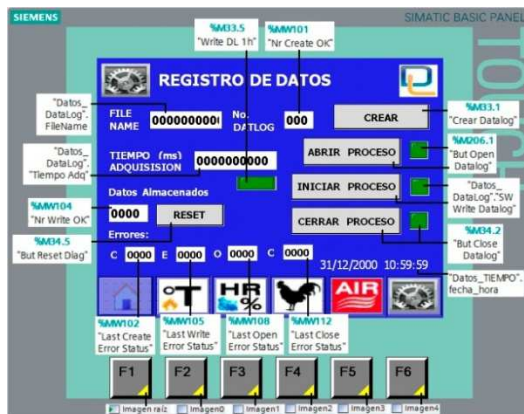 SIEMENS
SIMATIC BASIC PANEL
TOUCH
%M33.5
"Write DL 1h"
%MW101
"Nr Create OK"
REGISTRO DE DATOS
"Datos_
DataLog".
FileName
FILE
NAME
0000000000
No.
DATLOG
000
CREAR
%M33.1
"Crear Datalog"
"Datos_
DataLog".
"Tiempo Adq"
TIEMPO (ms)
ADQUISISION
0000000000
ABRIR PROCESO
%M206.1
"But Open
Datalog"
Datos Almacenados
INICIAR PROCESO
"Datos_
DataLog"."SW
Write Datalog"
%MW104
"Nr Write OK"
0000
RESET
CERRAR PROCESO
%M34.2
"But Close
Datalog"
%M34.5
"But Reset Diag"
Errores:
C 0000 E 0000 O 0000 C 0000
31/12/2000 10:59:59
"Datos_TIEMPO".
fecha_hora
°T
HR
%
AIR
%MW102
"Last Create
Error Status"
%MW105
"Last Write
Error Status"
%MW108
"Last Open
Error Status"
%MW112
"Last Close
Error Status"
F1 F2 F3 F4 F5 F6
Imagen raíz Imagen0 Imagen1 Imagen2 Imagen3 Imagen4